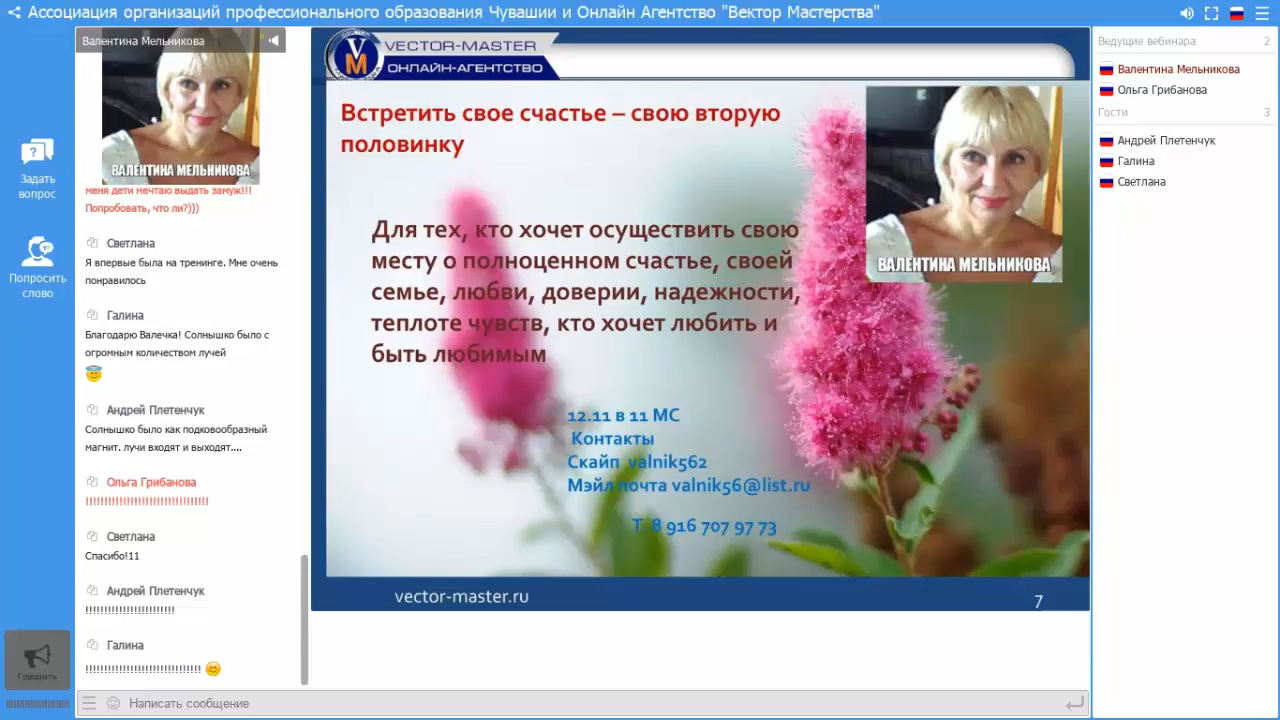 Ассоциация организаций профессионального образования Чувашии и Онлайн Агентство "Вектор Мастерства"
Задать
вопрос
Попросить
слово
Говорить
Валентина Мельникова
ВАЛЕНТИНА МЕЛЬНИКОВА
меня дети мечтаю выдать замуж!!!
Попробовать, что ли?)))
Светлана
Я впервые была на тренинге. Мне очень
понравилось
Галина
Благодарю Валечка! Солнышко было с
огромным количеством лучей
Андрей Плетенчук
Солнышко было как подковообразный
магнит. лучи входят и выходят....
Ольга Грибанова
!!!!!!!!!!!!!!!!!!!!!!!!!!!!!!!!
Светлана
Спасибо!11
Андрей Плетенчук
!!!!!!!!!!!!!!!!!!!!!!!
Галина
!!!!!!!!!!!!!!!!!!!!!!!!!!!!!!
Написать сообщение
VECTOR-MASTER
ОНЛАЙН-АГЕНТСТВО
Встретить свое счастье – свою вторую
половинку
ВАЛЕНТИНА МЕЛЬНИКОВА
Для тех, кто хочет осуществить свою
месту о полноценном счастье, своей
семье, любви, доверии, надежности,
теплоте чувств, кто хочет любить и
быть любимым
12.11 в 11 МС
Контакты
Скайп valnik562
Мэйл почта valnik56@list.ru
Т. 8 916 707 97 73
vector-master.ru
7
Ведущие вебинара 2
Валентина Мельникова
Ольга Грибанова
Гости 3
Андрей Плетенчук
Галина
Светлана